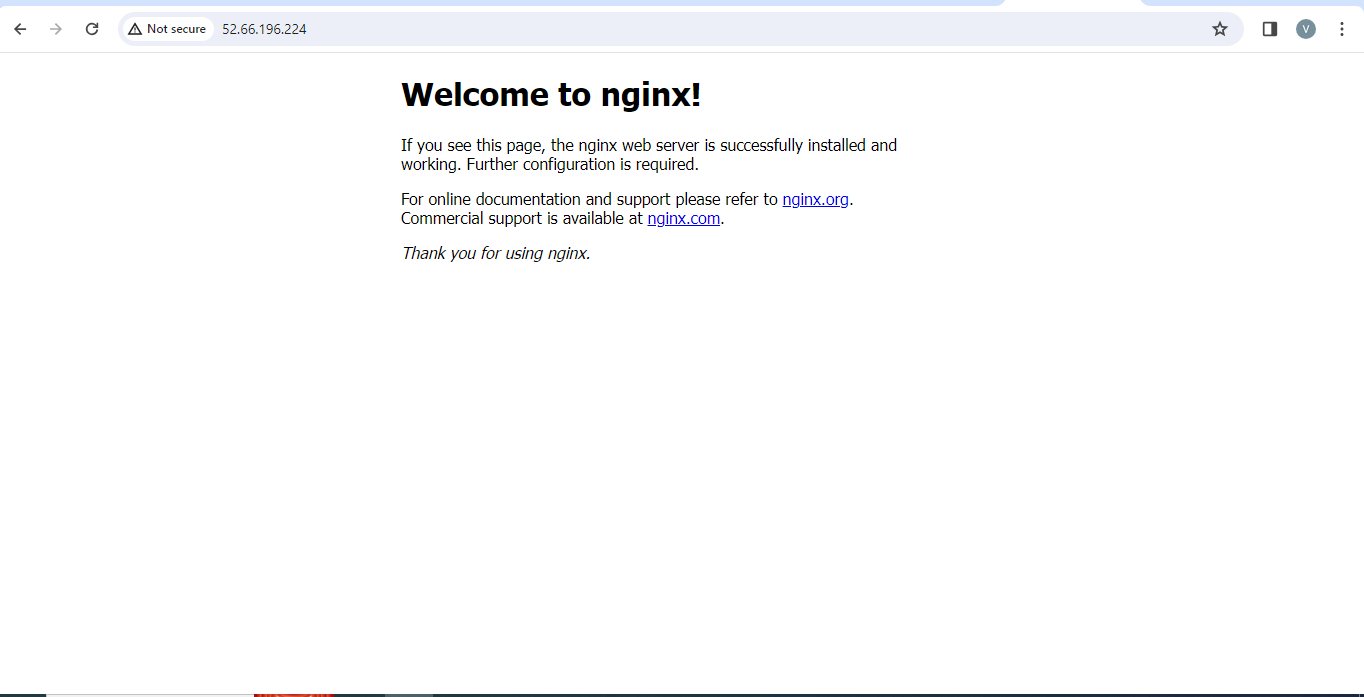 Not secure 52.66.196.224
V
Welcome to nginx!
If you see this page, the nginx web server is successfully installed and
working. Further configuration is required.
For online documentation and support please refer to nginx.org.
Commercial support is available at nginx.com.
Thank you for using nginx.